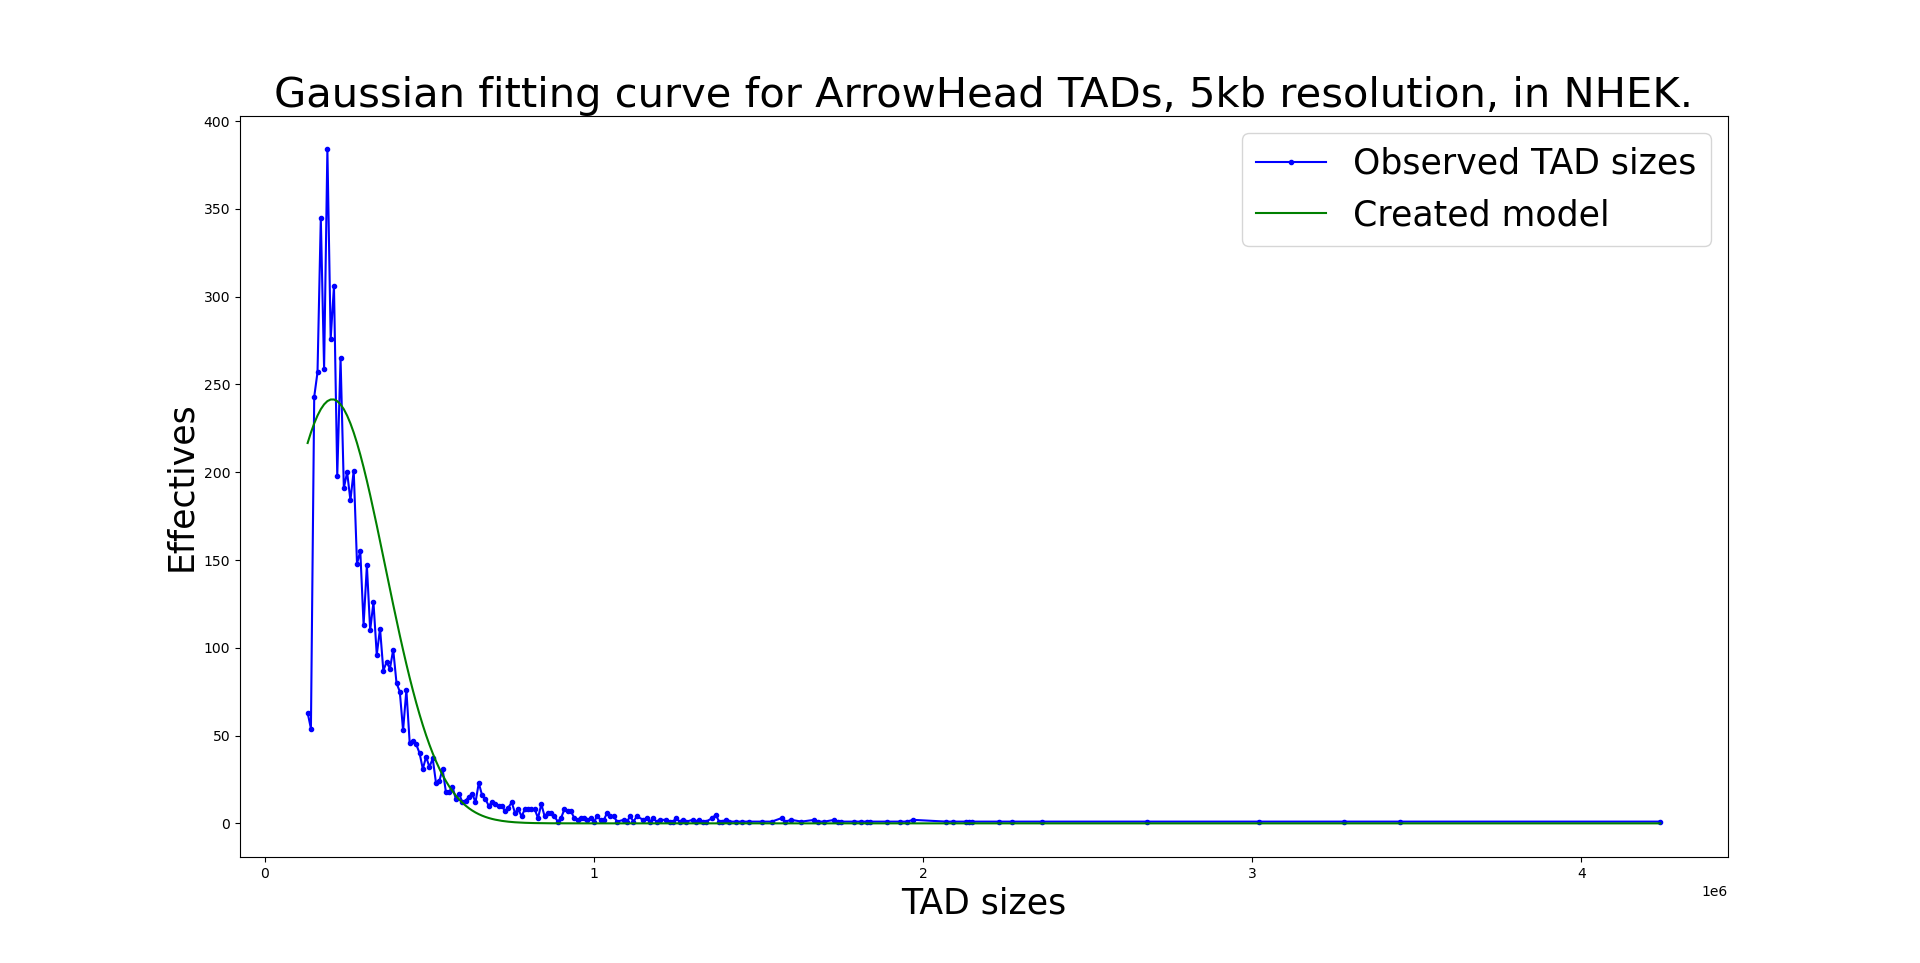 Gaussian fitting curve for ArrowHead TADs, 5kb resolution, in NHEK.
Observed TAD sizes
Created model
Effectives
400
350
300
250
200
150
100
50
0
0 1 2 3 4
1e6
TAD sizes